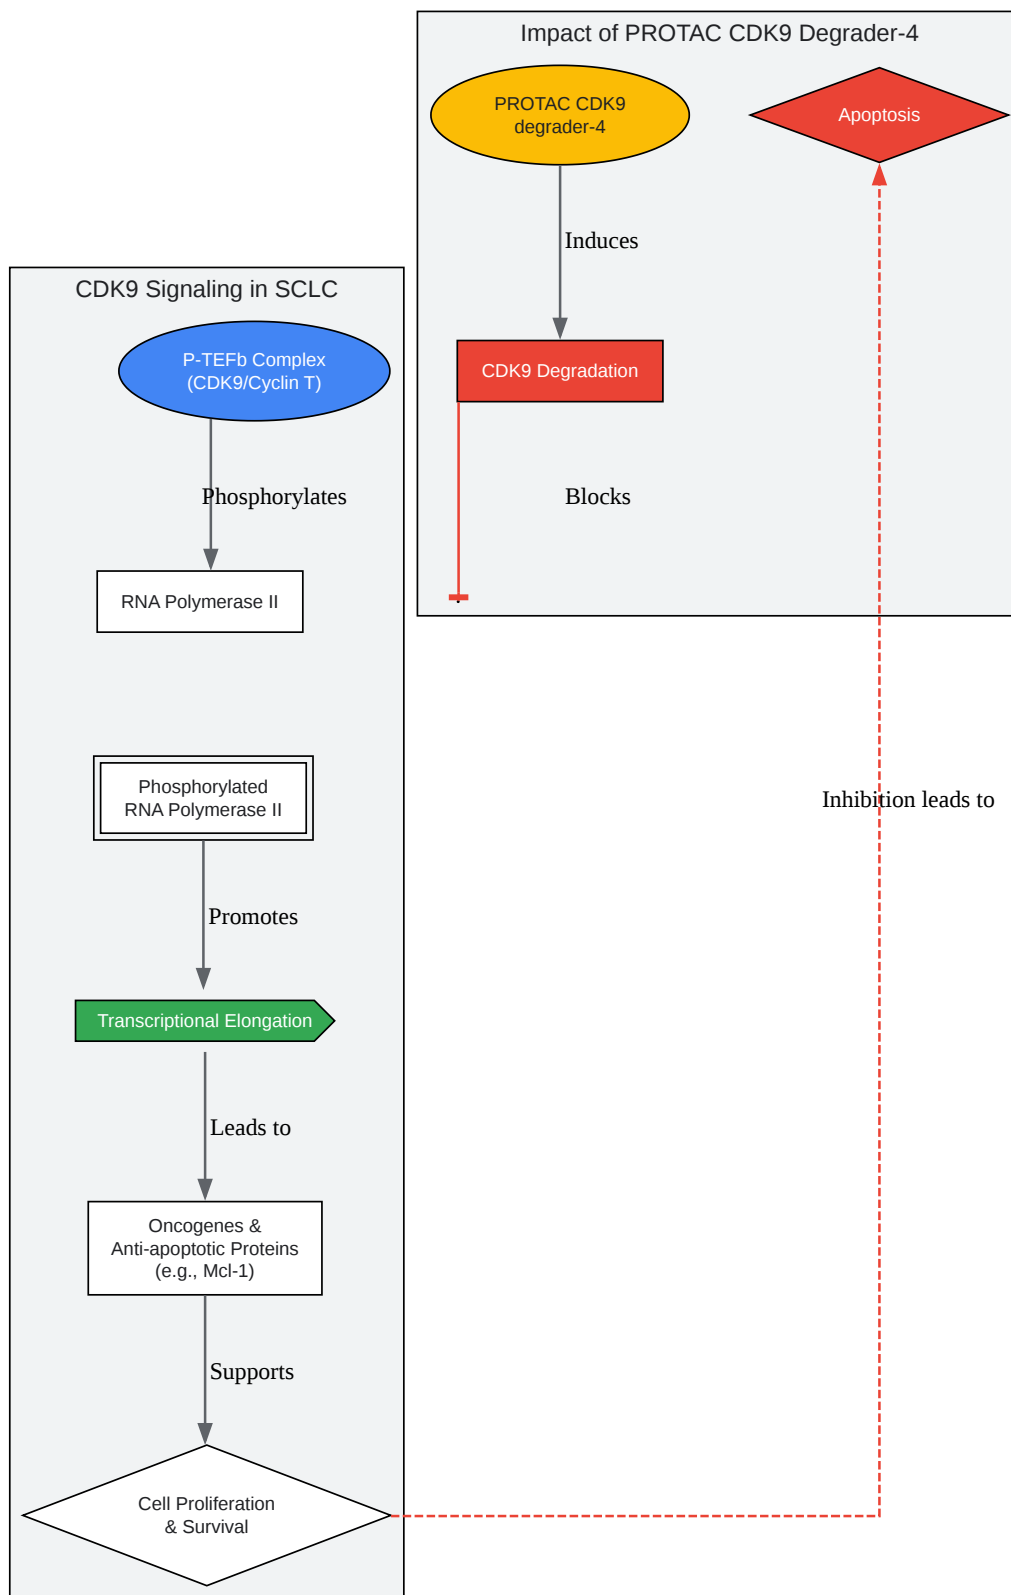 Impact of PROTAC CDK9 Degrader-4
PROTAC CDK9
degrader-4
Apoptosis
Induces
CDK9 Degradation
Blocks
CDK9 Signaling in SCLC
P-TEFb Complex
(CDK9/Cyclin T)
Phosphorylates
RNA Polymerase II
Phosphorylated
RNA Polymerase II
Promotes
Transcriptional Elongation
Leads to
Oncogenes &
Anti-apoptotic Proteins
(e.g., Mcl-1)
Supports
Cell Proliferation
& Survival
Inhibition leads to